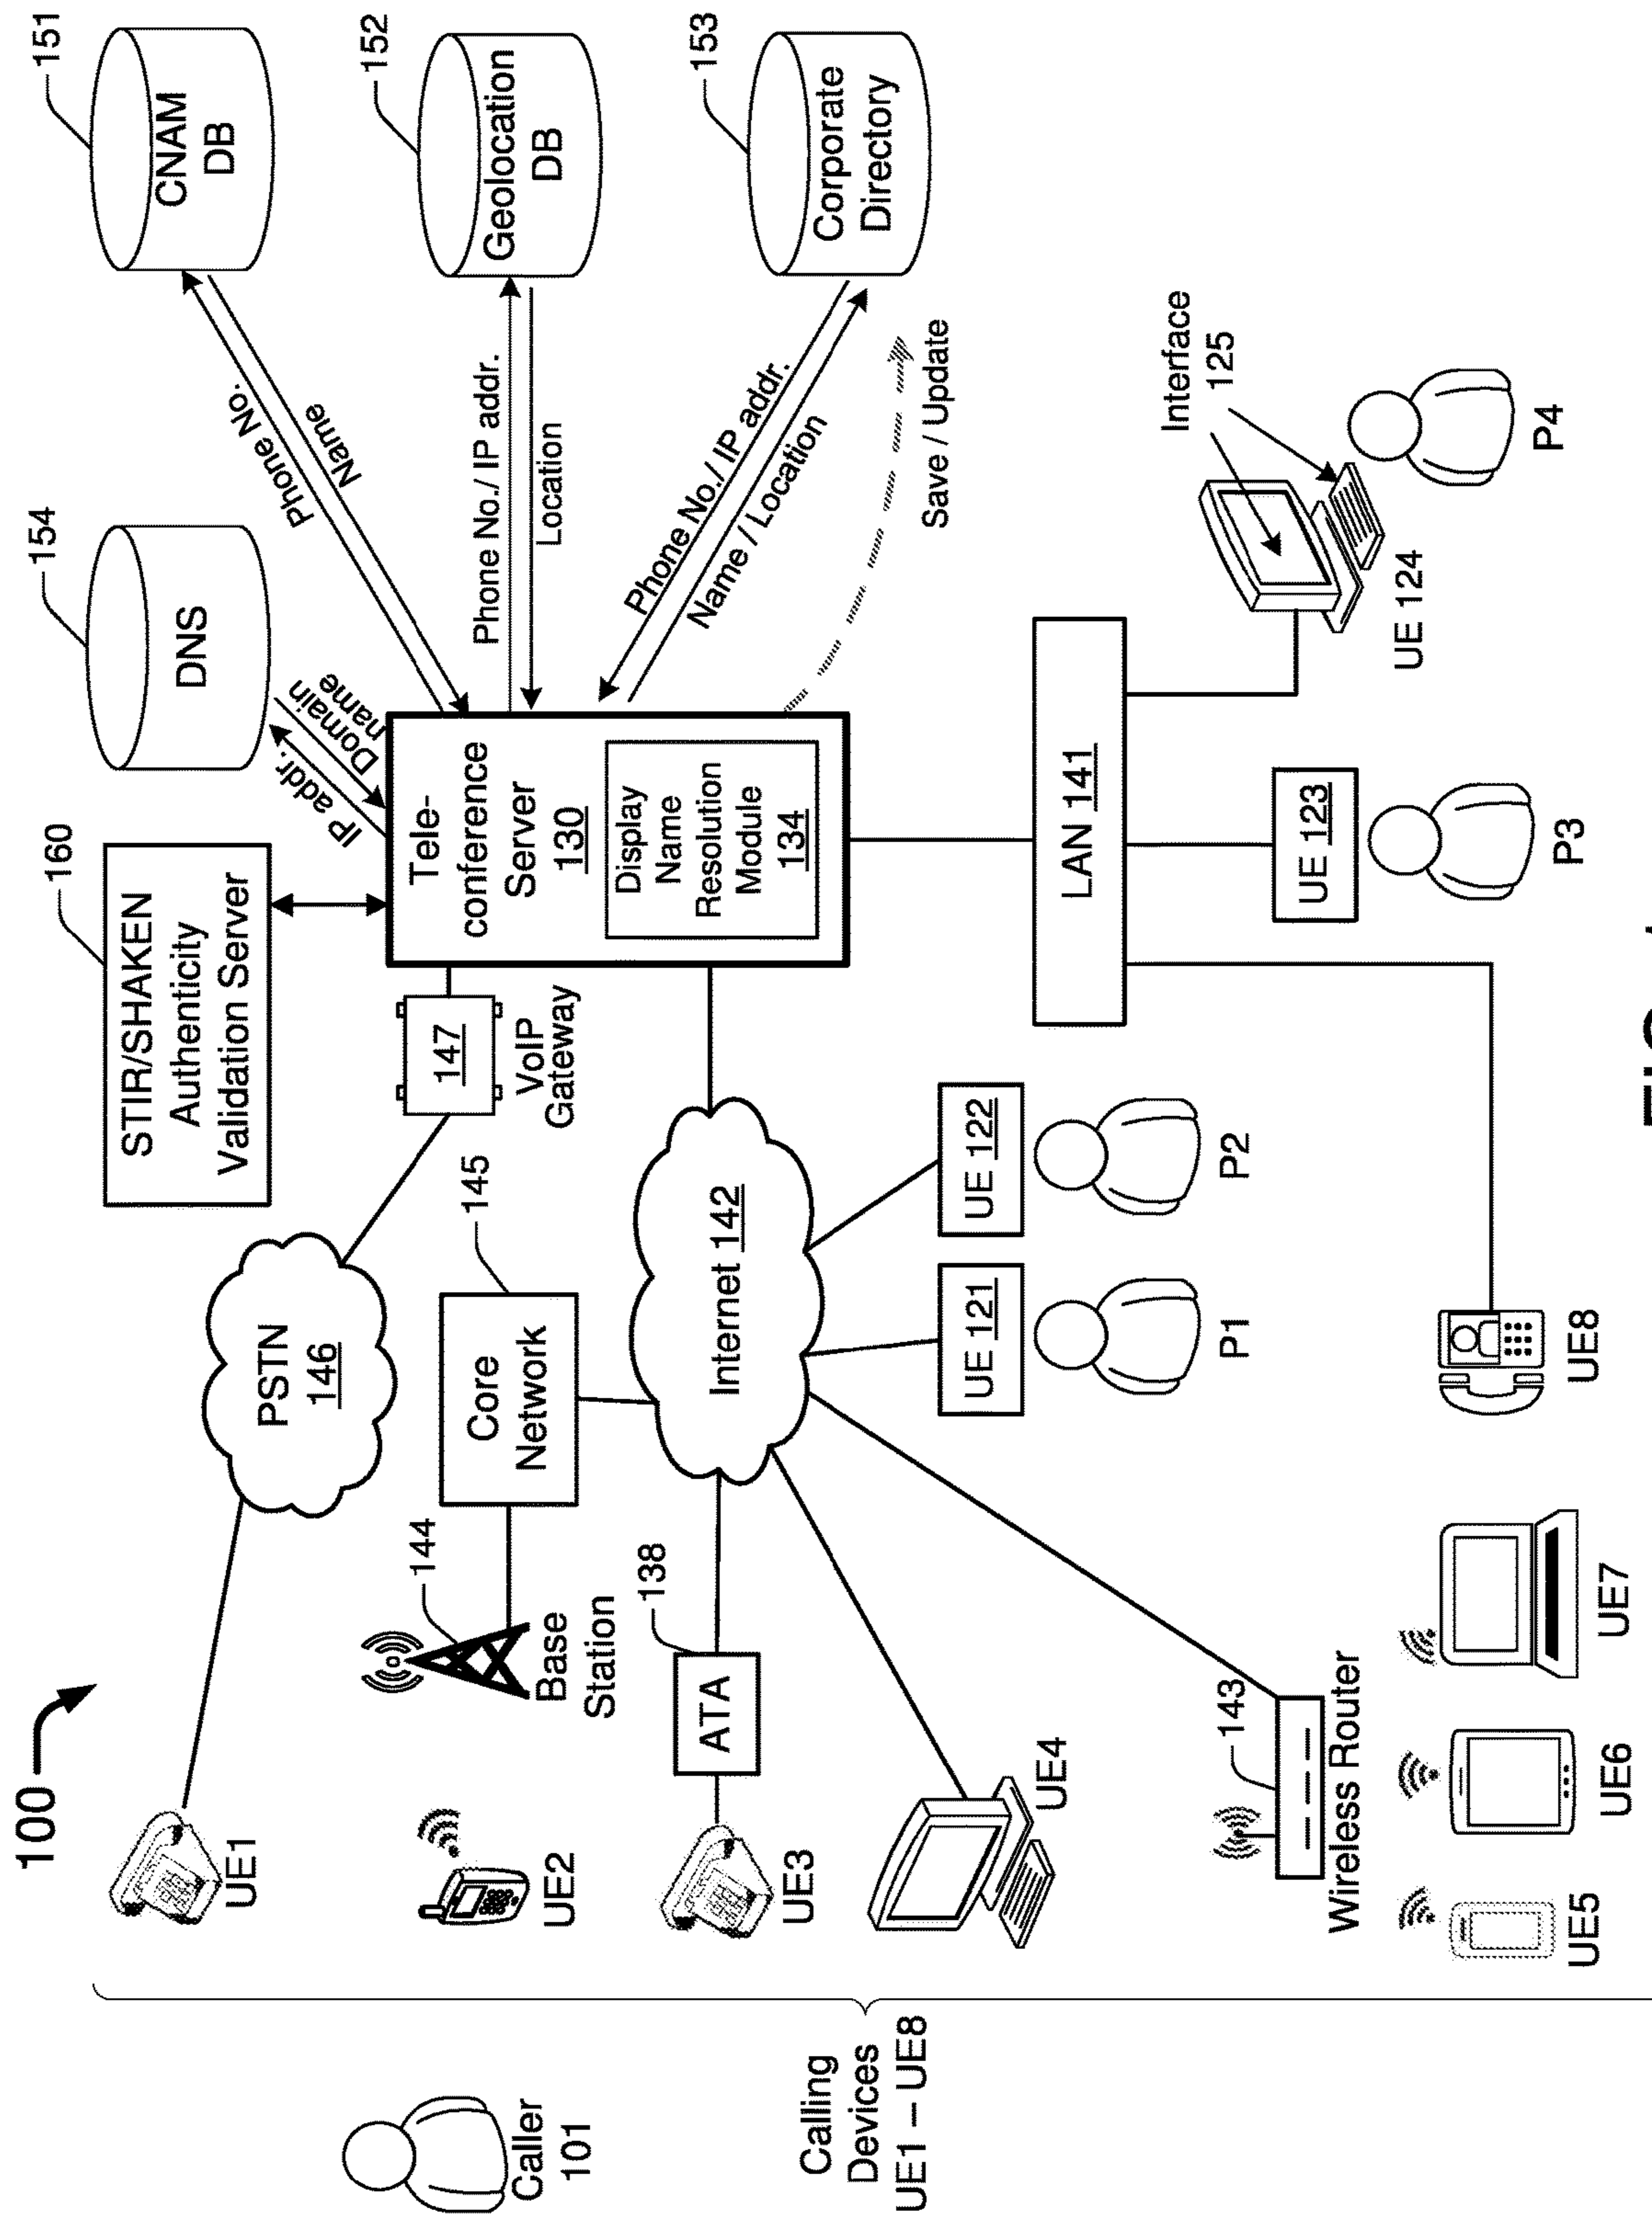 100
Caller
101
Calling
Devices
UE1 – UE8
UE1
UE2
UE3
UE4
UE5
UE6
UE7
UE8
PSTN
146
144
Base
Station
145
Core
Network
138
ATA
143
Wireless Router
Internet 142
UE 121
P1
UE 122
P2
147
VoIP
Gateway
160
STIR/SHAKEN
Authenticity
Validation Server
Tele-
conference
Server
130
Display
Name
Resolution
Module
134
IP addr.
Domain
name
154
DNS
151
CNAM
DB
Phone No.
Name
152
Geolocation
DB
Phone No./ IP addr.
Location
153
Corporate
Directory
Phone No./ IP addr.
Name / Location
Save / Update
LAN 141
UE 123
P3
UE 124
P4
Interface
125